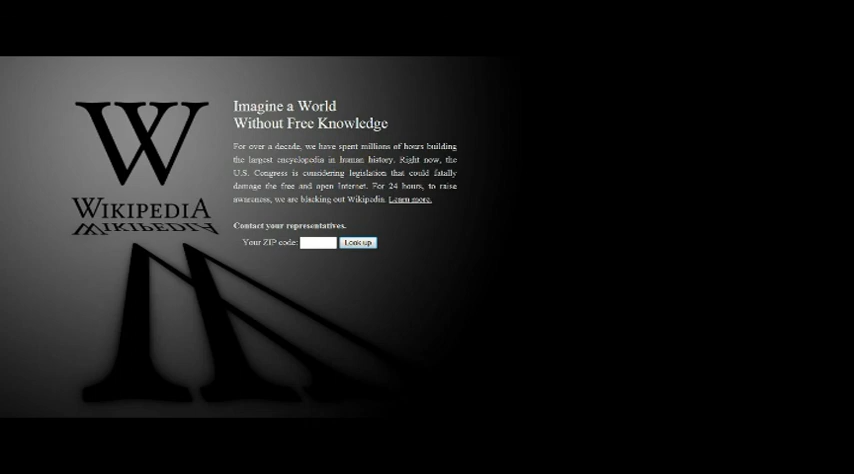 W
WIKIPEDIA
Imagine a World
Without Free Knowledge
For over a decade, we have spent millions of hours building
the largest encyclopedia in human history. Right now, the
U.S. Congress is considering legislation that could fatally
damage the free and open Internet. For 24 hours, to raise
awareness, we are blacking out Wikipedia. Learn more.
Contact your representatives.
Your ZIP code: Look up